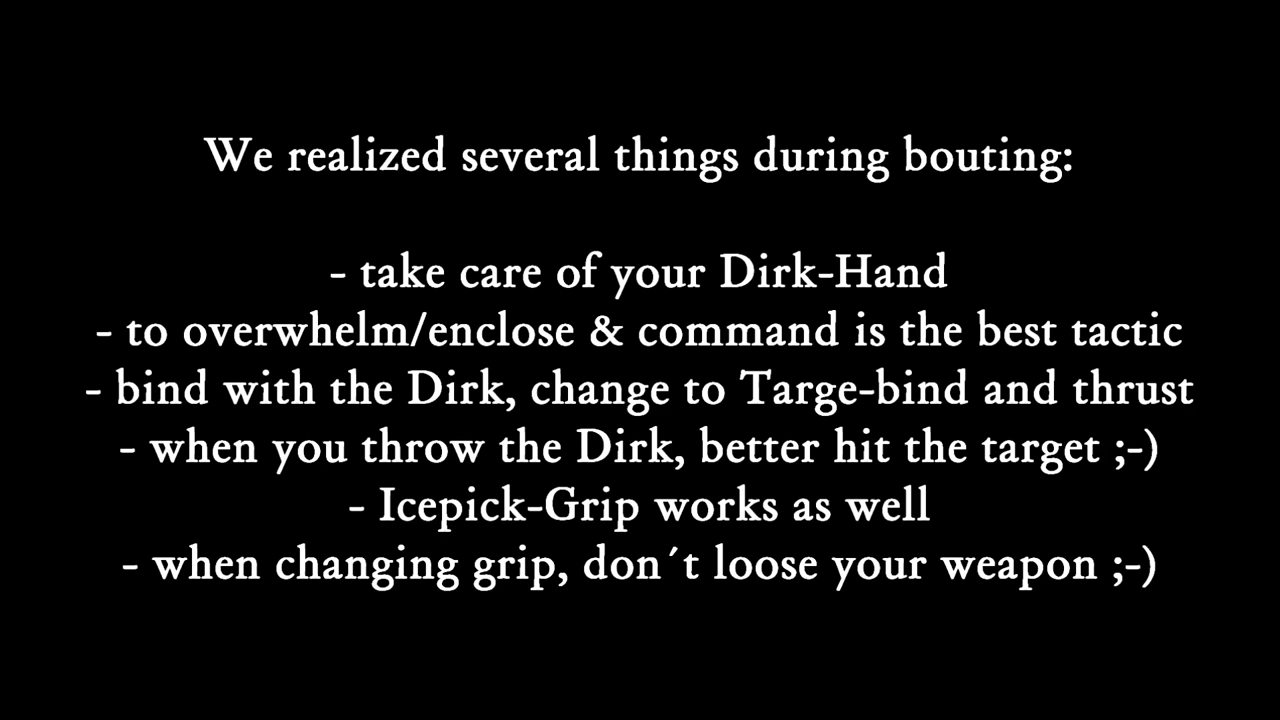 We realized several things during bouting:
- take care of your Dirk-Hand
- to overwhelm/enclose & command is the best tactic
- bind with the Dirk, change to Targe-bind and thrust
- when you throw the Dirk, better hit the target ;-)
- Icepick-Grip works as well
- when changing grip, don´t loose your weapon ;-)